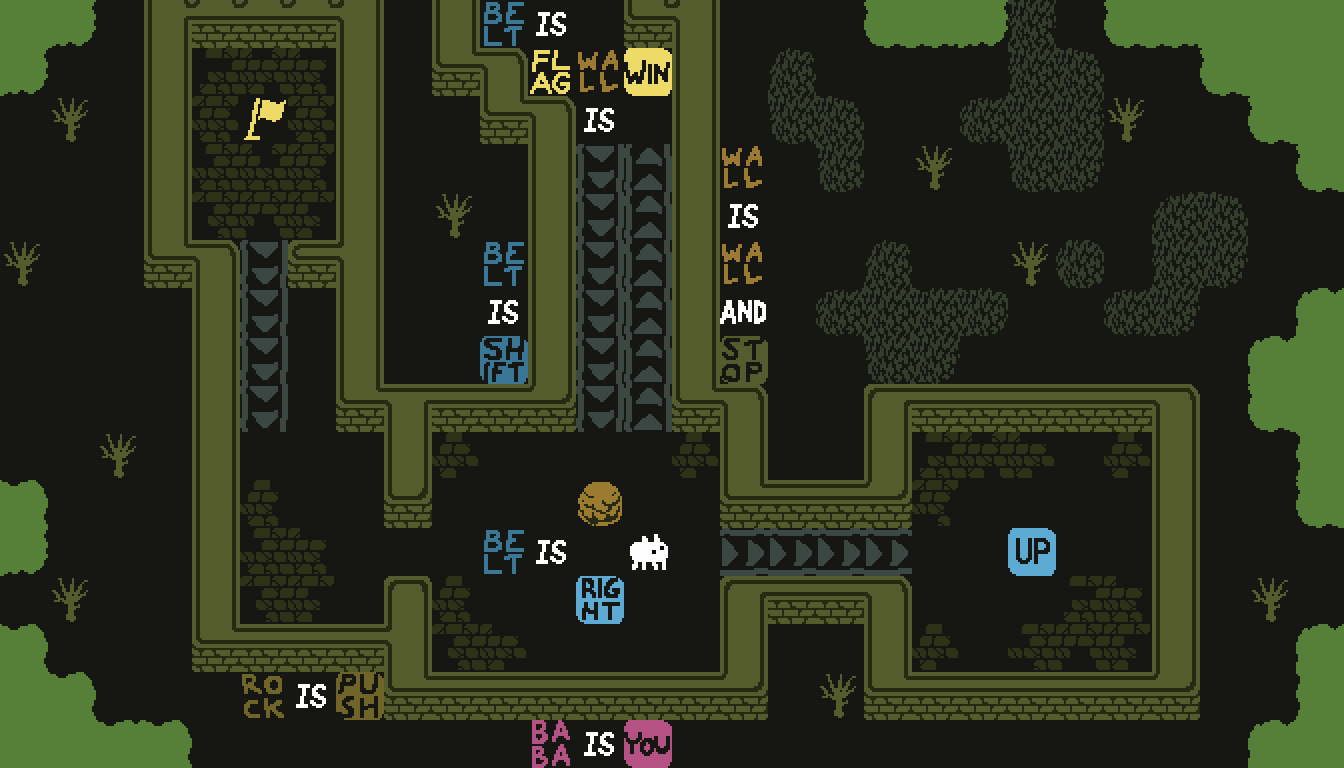 BELT IS
FLAG WALL WIN
IS
WALL
IS
BELT WALL
IS AND
SHIFT STOP
BELT IS UP
RIGHT
ROCK IS PUSH
BABA IS YOU